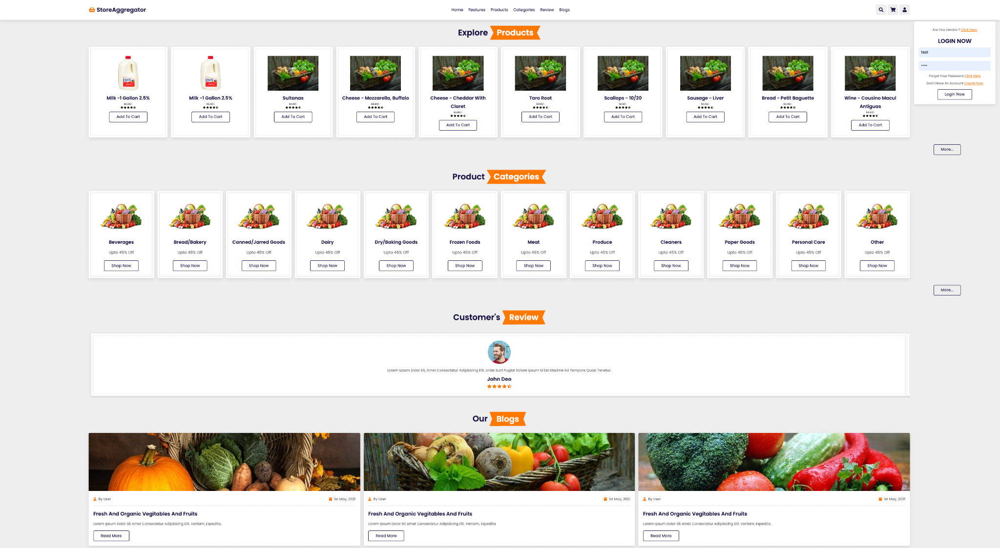 StoreAggregator
Home Features Products Categories Review Blogs
Are You Vendor ? Click Here
LOGIN NOW
test
••••
Forget Your Password Click Here
Don't Have An Account Create Now
Login Now
Explore Products
Milk -1 Gallon 2.5%
Add To Cart
Milk -1 Gallon 2.5%
Add To Cart
Sultanas
Add To Cart
Cheese - Mozzarella, Buffalo
Add To Cart
Cheese - Cheddar With
Claret
Add To Cart
Taro Root
Add To Cart
Scallops - 10/20
Add To Cart
Sausage - Liver
Add To Cart
Bread - Petit Baguette
Add To Cart
Wine - Cousino Macul
Antiguas
Add To Cart
More...
Product Categories
Beverages
Upto 45% Off
Shop Now
Bread/Bakery
Upto 45% Off
Shop Now
Canned/Jarred Goods
Upto 45% Off
Shop Now
Dairy
Upto 45% Off
Shop Now
Dry/Baking Goods
Upto 45% Off
Shop Now
Frozen Foods
Upto 45% Off
Shop Now
Meat
Upto 45% Off
Shop Now
Produce
Upto 45% Off
Shop Now
Cleaners
Upto 45% Off
Shop Now
Paper Goods
Upto 45% Off
Shop Now
Personal Care
Upto 45% Off
Shop Now
Other
Upto 45% Off
Shop Now
More...
Customer's Review
Lorem Ipsum Dolor Sit, Amet Consectetur Adipisicing Elit. Unde Sunt Fugiat Dolore Ipsum Id Est Maxime Ad Tempore Quasi Tenetur.
John Deo
Our Blogs
By User 1st May, 2021
Fresh And Organic Vegitables And Fruits
Lorem Ipsum Dolor Sit Amet Consectetur Adipisicing Elit. Veniam, Expedita.
Read More
By User 1st May, 2021
Fresh And Organic Vegitables And Fruits
Lorem Ipsum Dolor Sit Amet Consectetur Adipisicing Elit. Veniam, Expedita.
Read More
By User 1st May, 2021
Fresh And Organic Vegitables And Fruits
Lorem Ipsum Dolor Sit Amet Consectetur Adipisicing Elit. Veniam, Expedita.
Read More